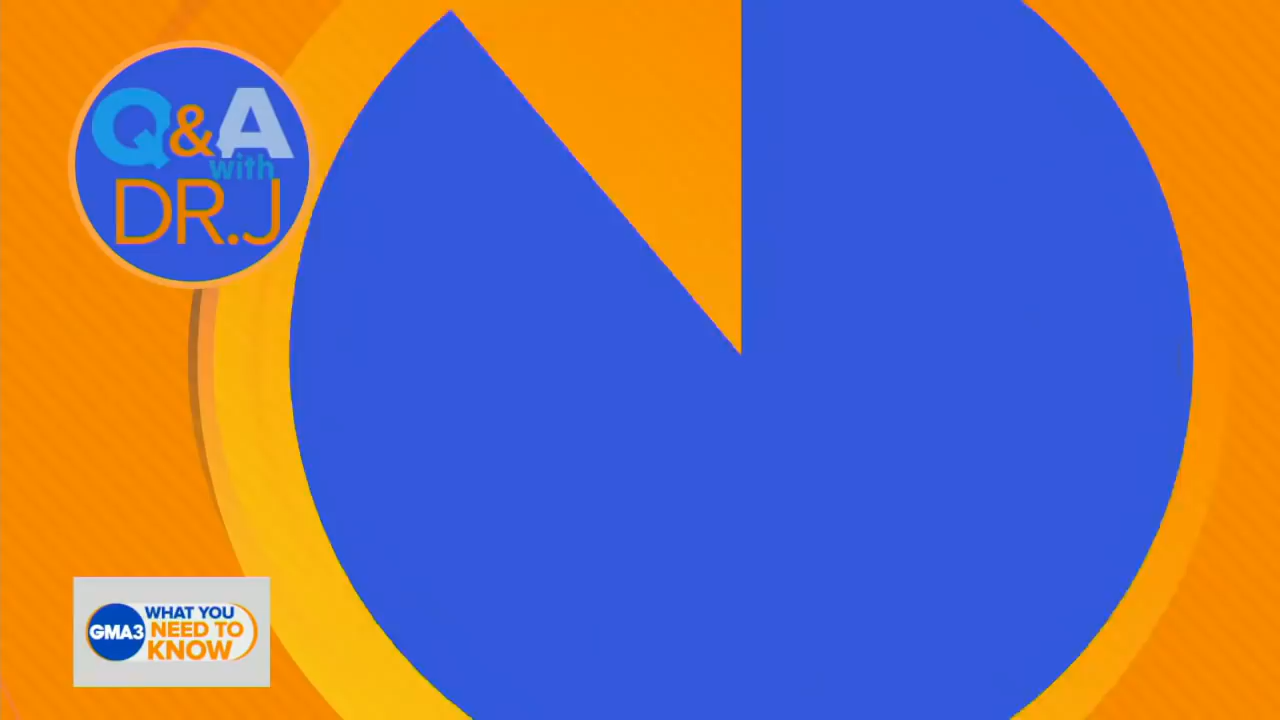 Q&A
with
DR.J
GMA3
WHAT YOU
NEED TO
KNOW